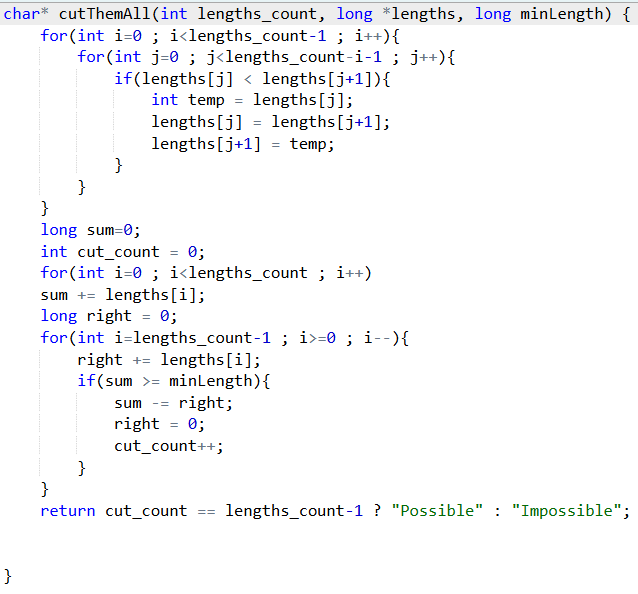 char* cutThemAll(int lengths_count, long *lengths, long minLength) {
    for(int i=0 ; i<lengths_count-1 ; i++){
        for(int j=0 ; j<lengths_count-i-1 ; j++){
            if(lengths[j] < lengths[j+1]){
                int temp = lengths[j];
                lengths[j] = lengths[j+1];
                lengths[j+1] = temp;
            }
        }
    }
    long sum=0;
    int cut_count = 0;
    for(int i=0 ; i<lengths_count ; i++)
    sum += lengths[i];
    long right = 0;
    for(int i=lengths_count-1 ; i>=0 ; i--){
        right += lengths[i];
        if(sum >= minLength){
            sum -= right;
            right = 0;
            cut_count++;
        }
    }
    return cut_count == lengths_count-1 ? "Possible" : "Impossible";
}